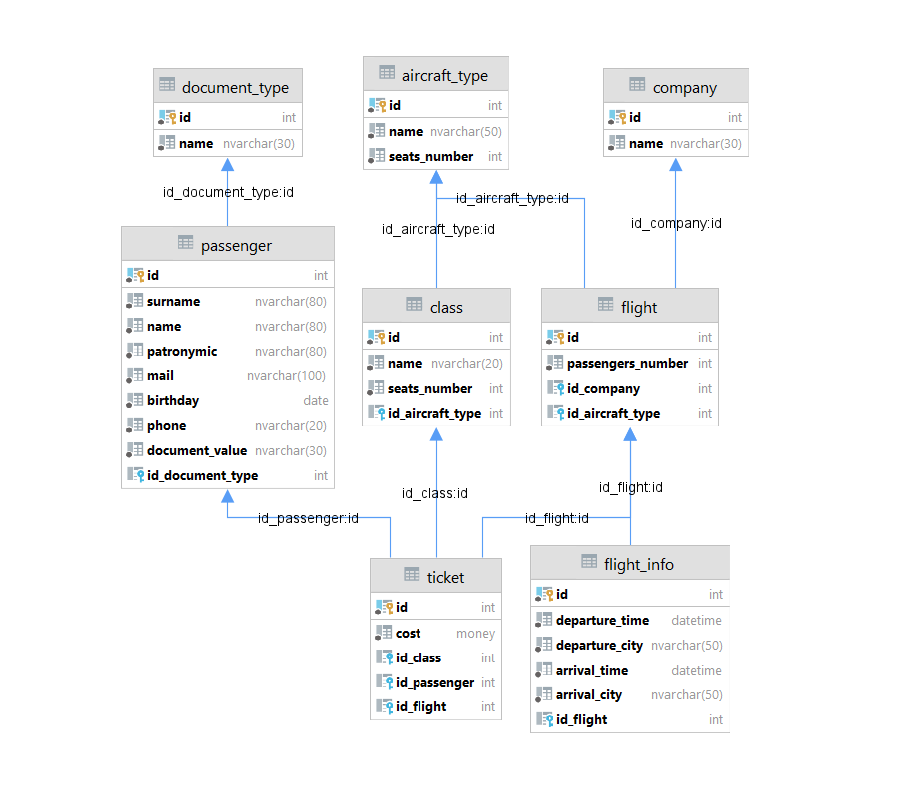 document_type
id int
name nvarchar(30)
aircraft_type
id int
name nvarchar(50)
seats_number int
company
id int
name nvarchar(30)
id_document_type:id
id_aircraft_type:id
id_aircraft_type:id
id_company:id
passenger
id int
surname nvarchar(80)
name nvarchar(80)
patronymic nvarchar(80)
mail nvarchar(100)
birthday date
phone nvarchar(20)
document_value nvarchar(30)
id_document_type int
class
id int
name nvarchar(20)
seats_number int
id_aircraft_type int
flight
id int
passengers_number int
id_company int
id_aircraft_type int
id_passenger:id
id_class:id
id_flight:id
id_flight:id
ticket
id int
cost money
id_class int
id_passenger int
id_flight int
flight_info
id int
departure_time datetime
departure_city nvarchar(50)
arrival_time datetime
arrival_city nvarchar(50)
id_flight int